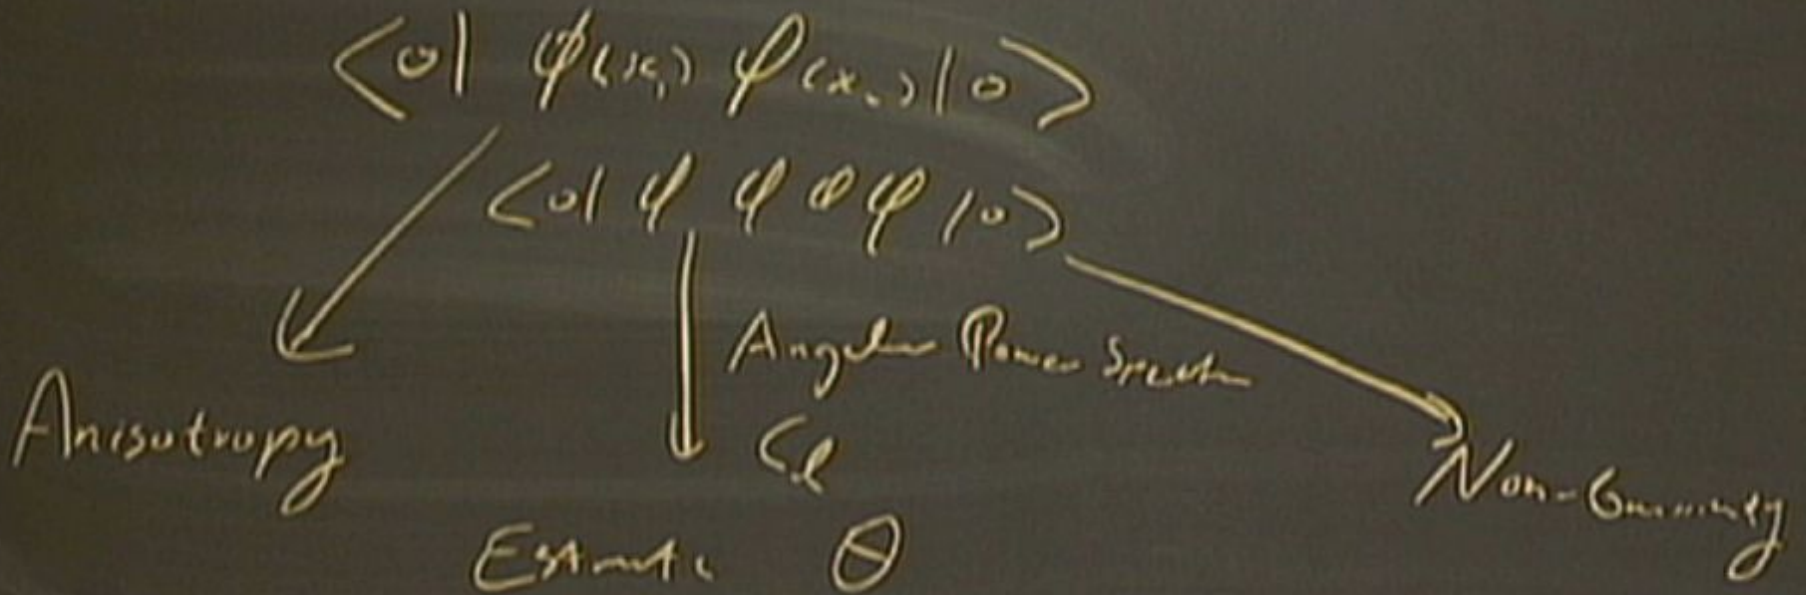 <0| φ(x₁) φ(x₂) |0>
<0| φ φ φ φ |0>
Angular Power Spectrum
Anisotropy
Cℓ
Non-Gaussianity
Estimate θ